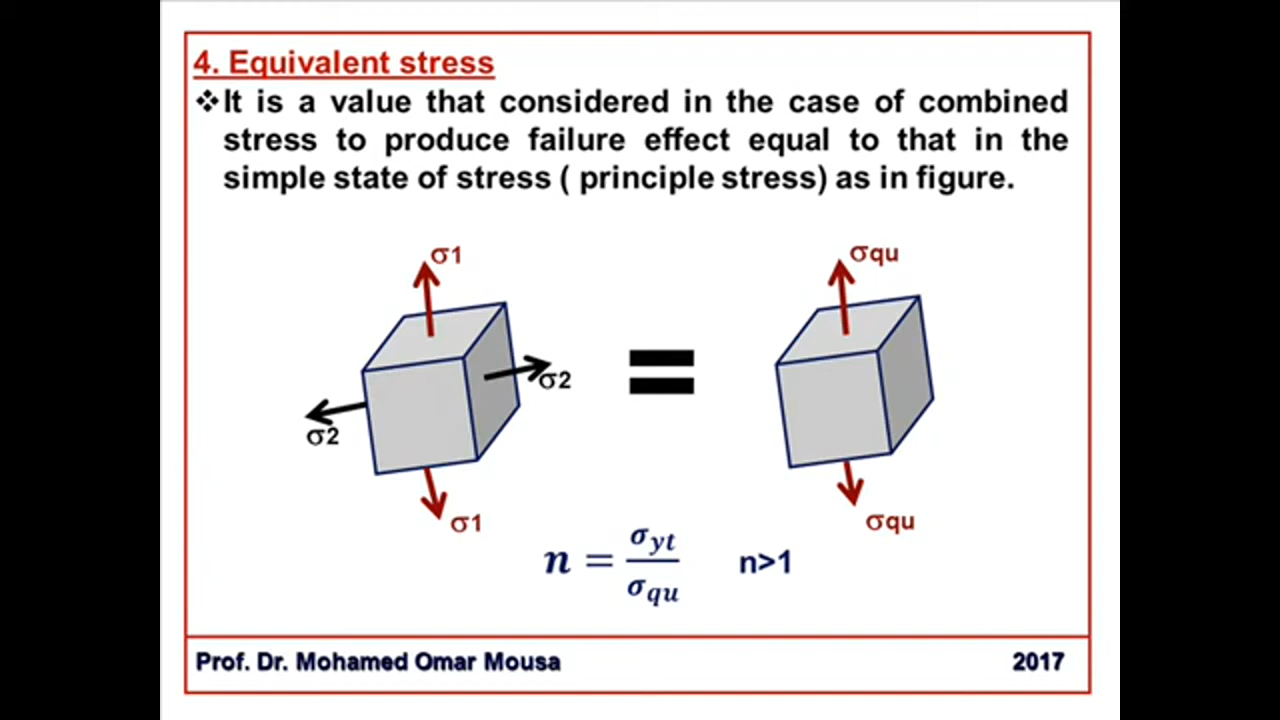 4. Equivalent stress
❖It is a value that considered in the case of combined
stress to produce failure effect equal to that in the
simple state of stress ( principle stress) as in figure.
σ1
σqu
σ2
σ2
σ1
σqu
n = σyt / σqu n>1
Prof. Dr. Mohamed Omar Mousa 2017